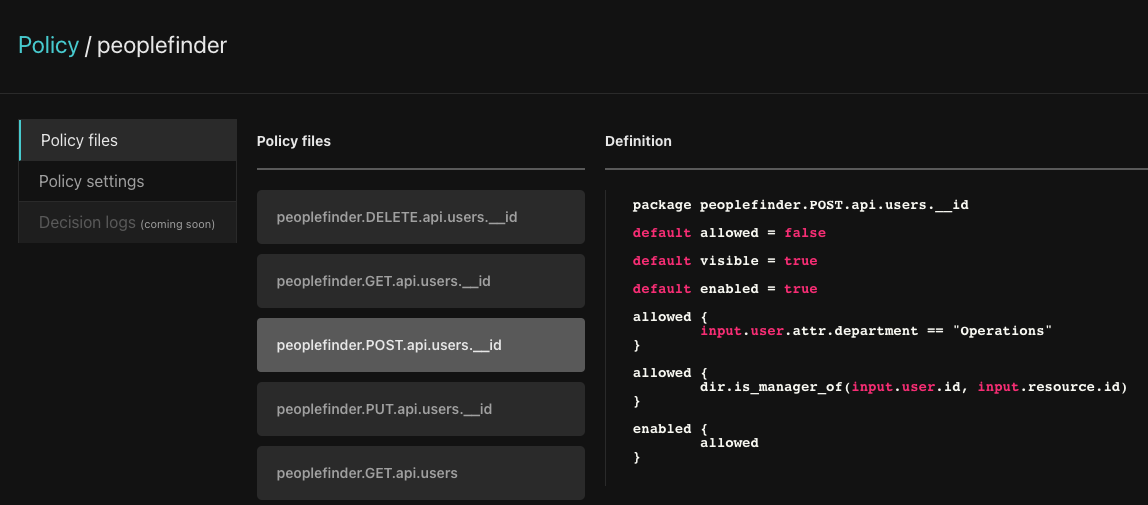 Policy / peoplefinder
Policy files
Policy settings
Decision logs (coming soon)
Policy files
peoplefinder.DELETE.api.users.__id
peoplefinder.GET.api.users.__id
peoplefinder.POST.api.users.__id
peoplefinder.PUT.api.users.__id
peoplefinder.GET.api.users
Definition
package peoplefinder.POST.api.users.__id
default allowed = false
default visible = true
default enabled = true
allowed {
        input.user.attr.department == "Operations"
}
allowed {
        dir.is_manager_of(input.user.id, input.resource.id)
}
enabled {
        allowed
}